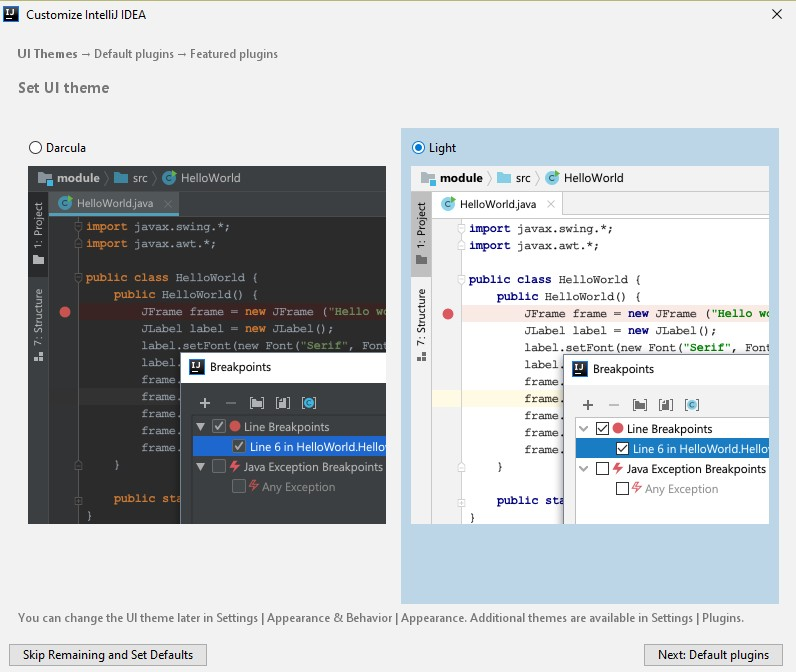 IJ Customize IntelliJ IDEA
UI Themes → Default plugins → Featured plugins
Set UI theme
Darcula
module src HelloWorld
HelloWorld.java
1: Project
7: Structure
import javax.swing.*;
import java.awt.*;
public class HelloWorld {
public HelloWorld() {
JFrame frame = new JFrame ("Hello wo
JLabel label = new JLabel();
label.setFont(new Font("Serif", Font
label.
frame.
frame.
frame.
frame.
frame.
}
public sta
}
IJ Breakpoints
Line Breakpoints
Line 6 in HelloWorld.Hello
Java Exception Breakpoints
Any Exception
Light
module src HelloWorld
HelloWorld.java
1: Project
7: Structure
import javax.swing.*;
import javax.awt.*;
public class HelloWorld {
public HelloWorld() {
JFrame frame = new JFrame ("Hello wo
JLabel label = new JLabel();
label.setFont(new Font("Serif", Font
label.
frame.
frame.
frame.
frame.
frame.
}
public sta
}
IJ Breakpoints
Line Breakpoints
Line 6 in HelloWorld.Hello
Java Exception Breakpoints
Any Exception
You can change the UI theme later in Settings | Appearance & Behavior | Appearance. Additional themes are available in Settings | Plugins.
Skip Remaining and Set Defaults
Next: Default plugins